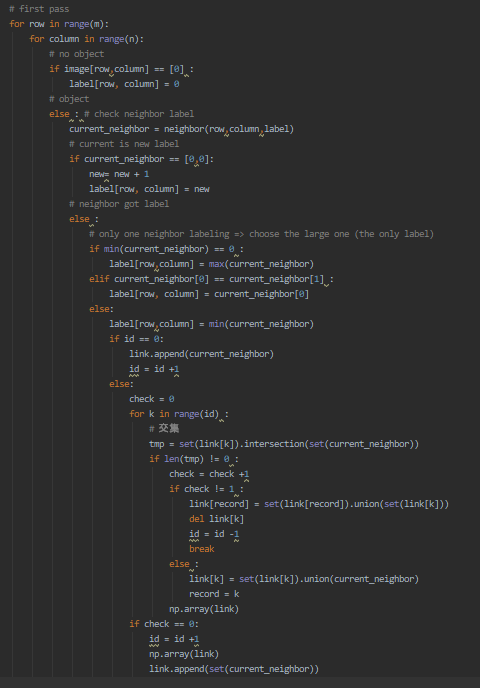 # first pass
for row in range(m):
    for column in range(n):
        # no object
        if image[row,column] == [0] :
            label[row, column] = 0
        # object
        else : # check neighbor label
            current_neighbor = neighbor(row,column,label)
            # current is new label
            if current_neighbor == [0,0]:
                new= new + 1
                label[row, column] = new
            # neighbor got label
            else :
                # only one neighbor labeling => choose the large one (the only label)
                if min(current_neighbor) == 0 :
                    label[row,column] = max(current_neighbor)
                elif current_neighbor[0] == current_neighbor[1] :
                    label[row, column] = current_neighbor[0]
                else:
                    label[row,column] = min(current_neighbor)
                    if id == 0:
                        link.append(current_neighbor)
                        id = id +1
                    else:
                        check = 0
                        for k in range(id) :
                            # 交集
                            tmp = set(link[k]).intersection(set(current_neighbor))
                            if len(tmp) != 0 :
                                check = check +1
                                if check != 1 :
                                    link[record] = set(link[record]).union(set(link[k]))
                                    del link[k]
                                    id = id -1
                                    break
                                else :
                                    link[k] = set(link[k]).union(current_neighbor)
                                    record = k
                                np.array(link)
                        if check == 0:
                            id = id +1
                            np.array(link)
                            link.append(set(current_neighbor))